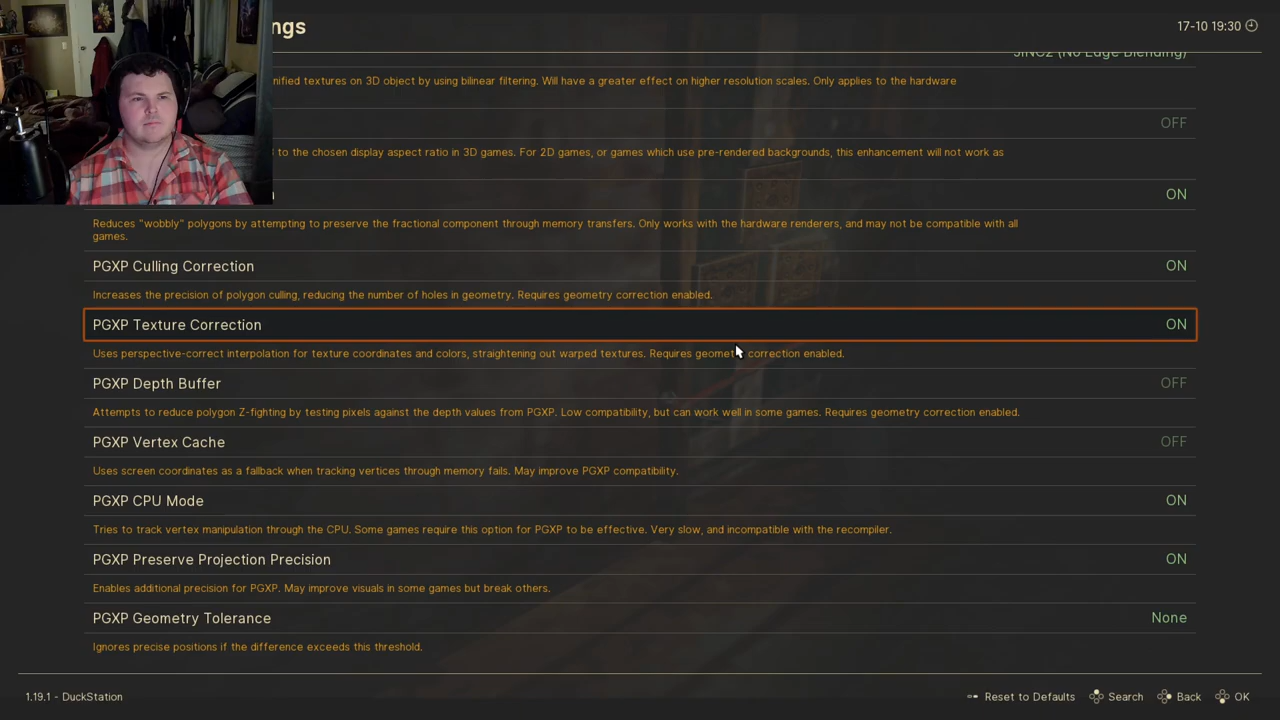 ngs
17-10 19:30
JINC2 (No Edge Blending)
nified textures on 3D object by using bilinear filtering. Will have a greater effect on higher resolution scales. Only applies to the hardware
OFF
to the chosen display aspect ratio in 3D games. For 2D games, or games which use pre-rendered backgrounds, this enhancement will not work as
ON
Reduces "wobbly" polygons by attempting to preserve the fractional component through memory transfers. Only works with the hardware renderers, and may not be compatible with all
games.
PGXP Culling Correction ON
Increases the precision of polygon culling, reducing the number of holes in geometry. Requires geometry correction enabled.
PGXP Texture Correction ON
Uses perspective-correct interpolation for texture coordinates and colors, straightening out warped textures. Requires geomet correction enabled.
PGXP Depth Buffer OFF
Attempts to reduce polygon Z-fighting by testing pixels against the depth values from PGXP. Low compatibility, but can work well in some games. Requires geometry correction enabled.
PGXP Vertex Cache OFF
Uses screen coordinates as a fallback when tracking vertices through memory fails. May improve PGXP compatibility.
PGXP CPU Mode ON
Tries to track vertex manipulation through the CPU. Some games require this option for PGXP to be effective. Very slow, and incompatible with the recompiler.
PGXP Preserve Projection Precision ON
Enables additional precision for PGXP. May improve visuals in some games but break others.
PGXP Geometry Tolerance None
Ignores precise positions if the difference exceeds this threshold.
1.19.1 - DuckStation Reset to Defaults Search Back OK